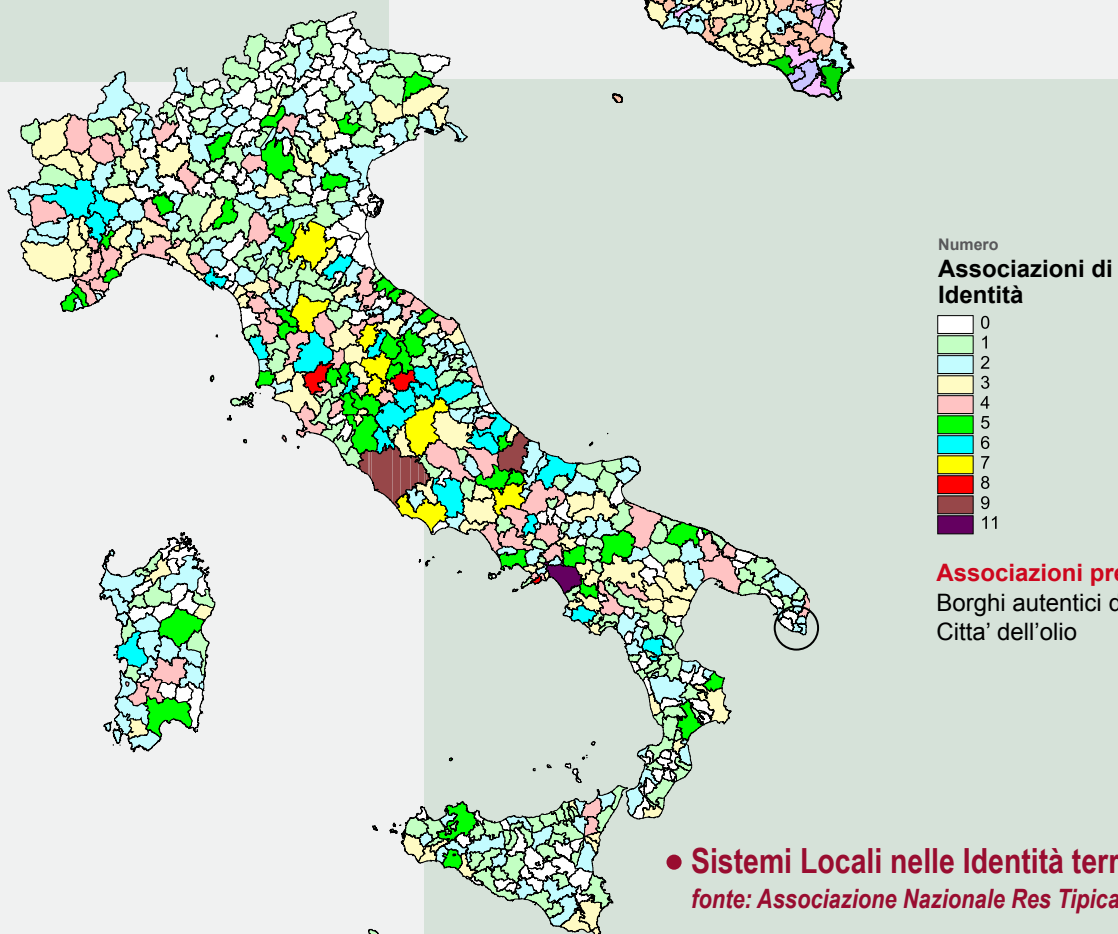 Numero
Associazioni di
Identità
0
1
2
3
4
5
6
7
8
9
11
Associazioni pr
Borghi autentici
Citta' dell'olio
• Sistemi Locali nelle Identità terr
fonte: Associazione Nazionale Res Tipica